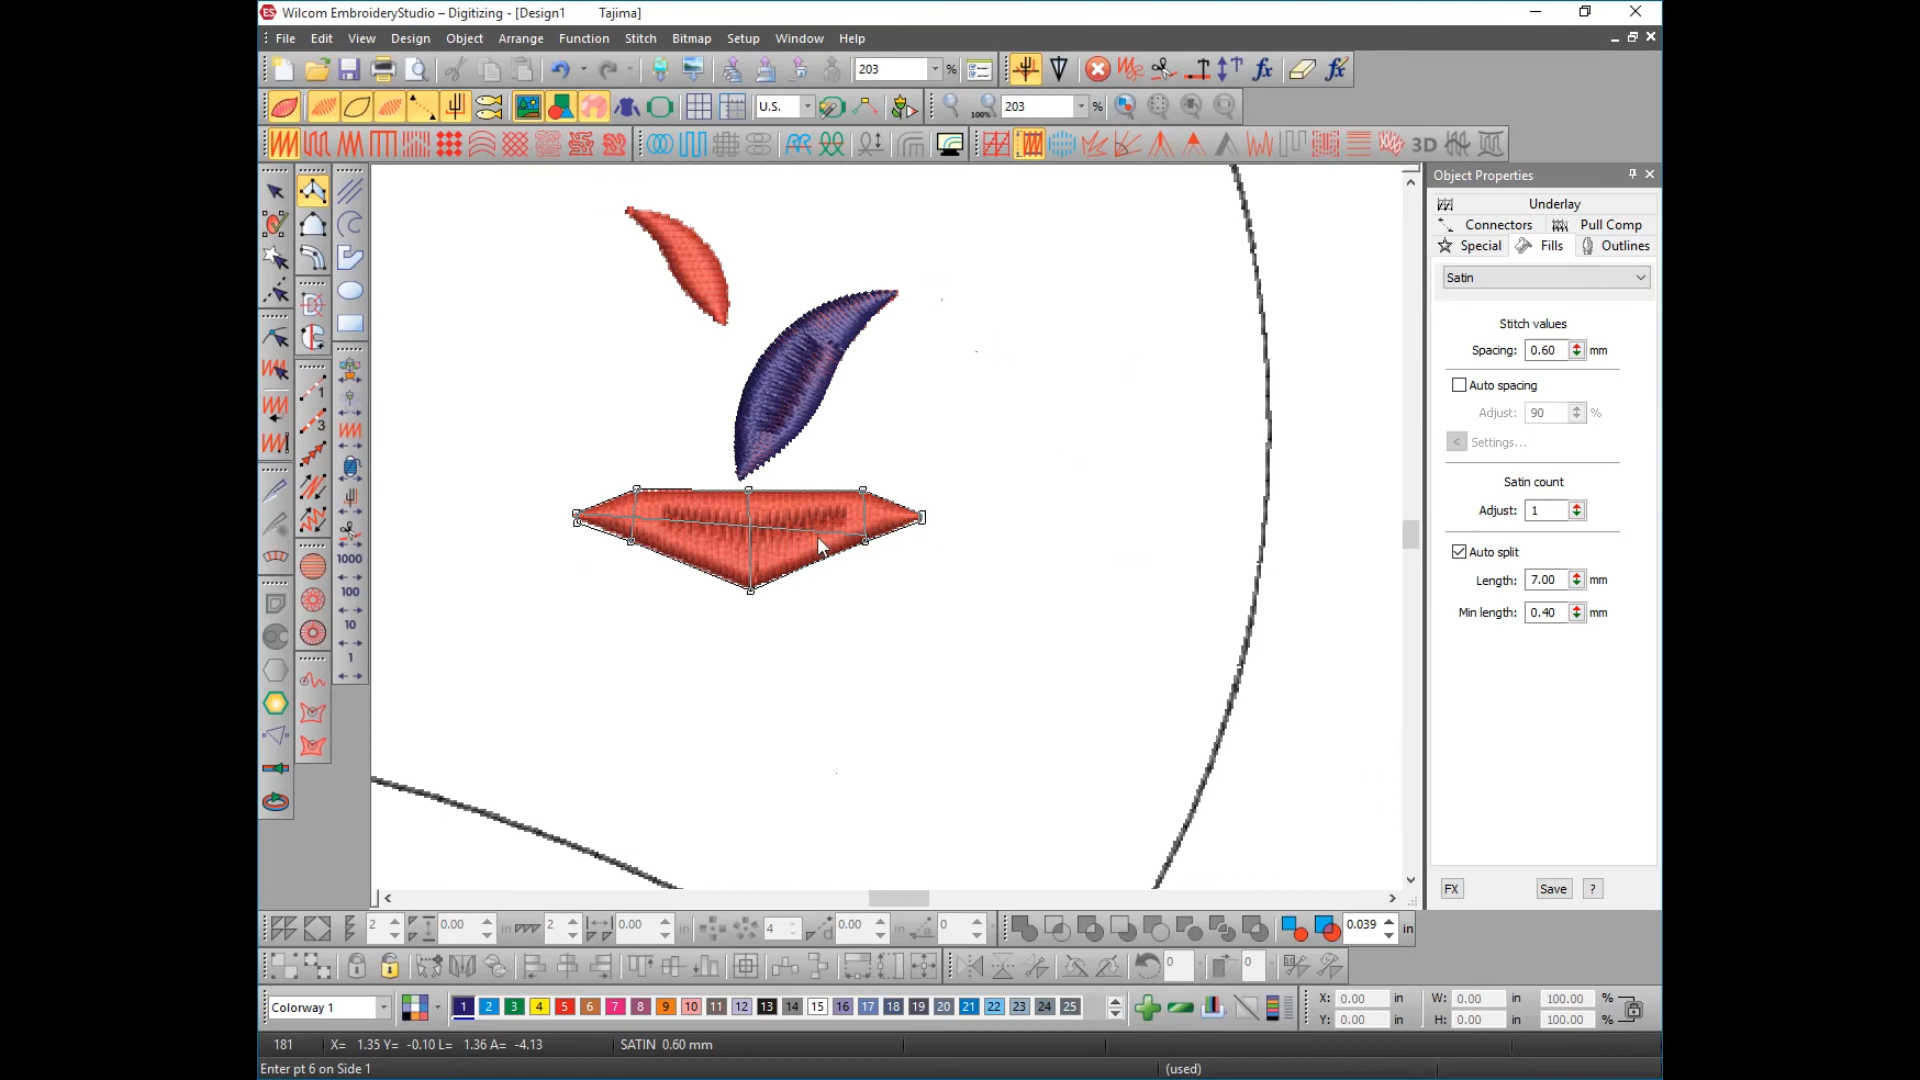 ES Wilcom EmbroideryStudio – Digitizing - [Design1 Tajima]
File Edit View Design Object Arrange Function Stitch Bitmap Setup Window Help
203 %
U.S. 100% 203 %
3D
Object Properties
Underlay
Connectors Pull Comp
Special Fills Outlines
Satin
Stitch values
Spacing: 0.60 mm
Auto spacing
Adjust: 90 %
< Settings...
Satin count
Adjust: 1
Auto split
Length: 7.00 mm
Min length: 0.40 mm
1
3
1000
100
10
1
FX Save ?
2 0.00 in 2 0.00 in 4 0.00 in 0 0.039 in
0 0
Colorway 1 1 2 3 4 5 6 7 8 9 10 11 12 13 14 15 16 17 18 19 20 21 22 23 24 25
X: 0.00 in W: 0.00 in 100.00 %
Y: 0.00 in H: 0.00 in 100.00 %
181 X= 1.35 Y= -0.10 L= 1.36 A= -4.13 SATIN 0.60 mm
Enter pt 6 on Side 1 (used)